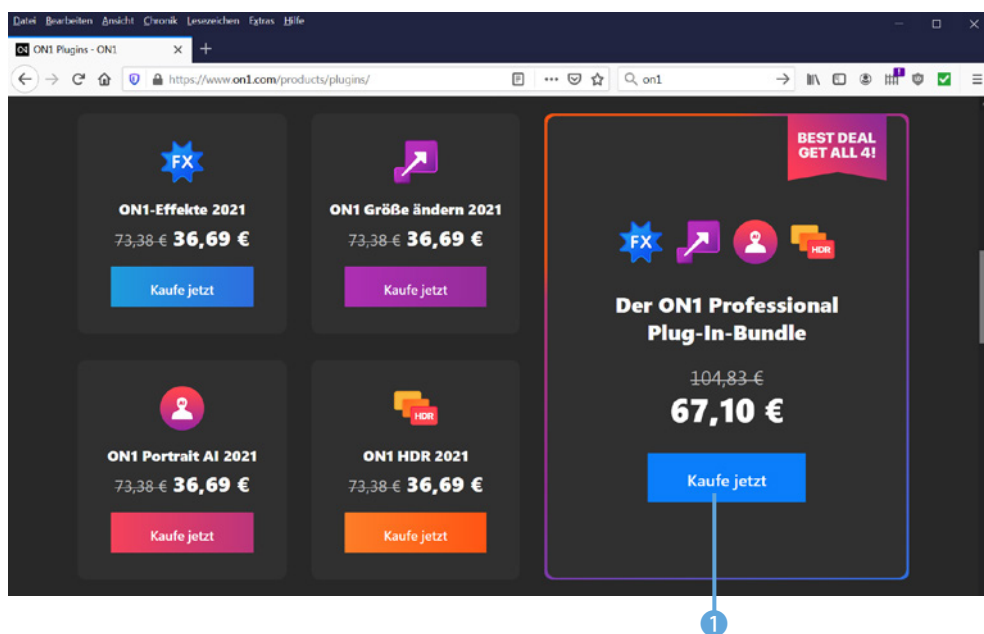 Datei Bearbeiten Ansicht Chronik Lesezeichen Extras Hilfe
ON1 Plugins - ON1
https://www.on1.com/products/plugins/
on1
BEST DEAL
GET ALL 4!
FX
ON1-Effekte 2021
73,38 € 36,69 €
Kaufe jetzt
ON1 Größe ändern 2021
73,38 € 36,69 €
Kaufe jetzt
AI
ON1 Portrait AI 2021
73,38 € 36,69 €
Kaufe jetzt
HDR
ON1 HDR 2021
73,38 € 36,69 €
Kaufe jetzt
FX AI HDR
Der ON1 Professional
Plug-In-Bundle
104,83 €
67,10 €
Kaufe jetzt
1